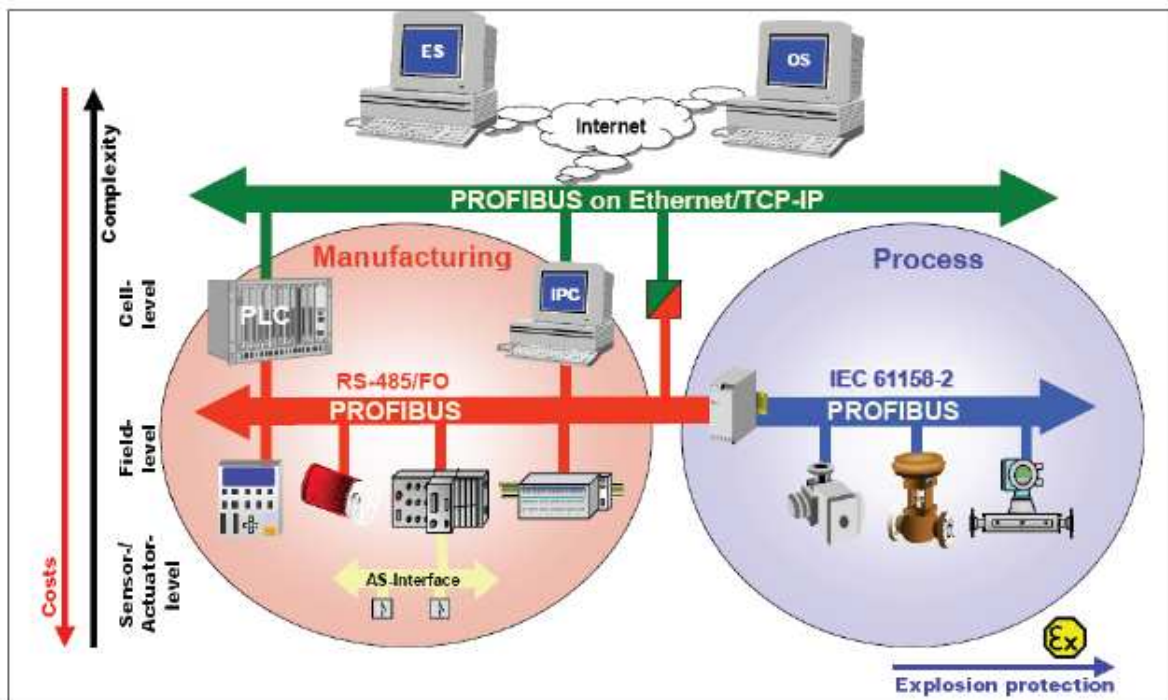 ES
OS
Internet
PROFIBUS on Ethernet/TCP-IP
Complexity
Costs
Cell-
level
Field-
level
Sensor-/
Actuator-
level
Manufacturing
PLC
IPC
RS-485/FO
PROFIBUS
AS-Interface
Process
IEC 61158-2
PROFIBUS
Ex
Explosion protection